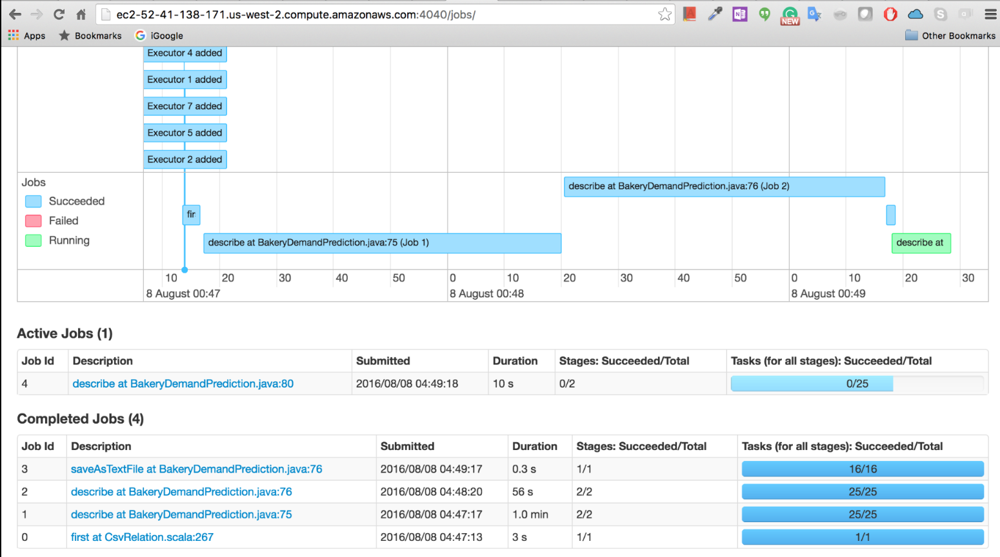 ec2-52-41-138-171.us-west-2.compute.amazonaws.com:4040/jobs/
NEW
Apps Bookmarks G iGoogle Other Bookmarks
Executor 4 added
Executor 1 added
Executor 7 added
Executor 5 added
Executor 2 added
Jobs
Succeeded
Failed
Running
describe at BakeryDemandPrediction.java:76 (Job 2)
fir
describe at BakeryDemandPrediction.java:75 (Job 1)
describe at
10 20 30 40 50 0 10 20 30 40 50 0 10 20 30
8 August 00:47 8 August 00:48 8 August 00:49
Active Jobs (1)
Job Id Description Submitted Duration Stages: Succeeded/Total Tasks (for all stages): Succeeded/Total
4 describe at BakeryDemandPrediction.java:80 2016/08/08 04:49:18 10 s 0/2 0/25
Completed Jobs (4)
Job Id Description Submitted Duration Stages: Succeeded/Total Tasks (for all stages): Succeeded/Total
3 saveAsTextFile at BakeryDemandPrediction.java:76 2016/08/08 04:49:17 0.3 s 1/1 16/16
2 describe at BakeryDemandPrediction.java:76 2016/08/08 04:48:20 56 s 2/2 25/25
1 describe at BakeryDemandPrediction.java:75 2016/08/08 04:47:17 1.0 min 2/2 25/25
0 first at CsvRelation.scala:267 2016/08/08 04:47:13 3 s 1/1 1/1